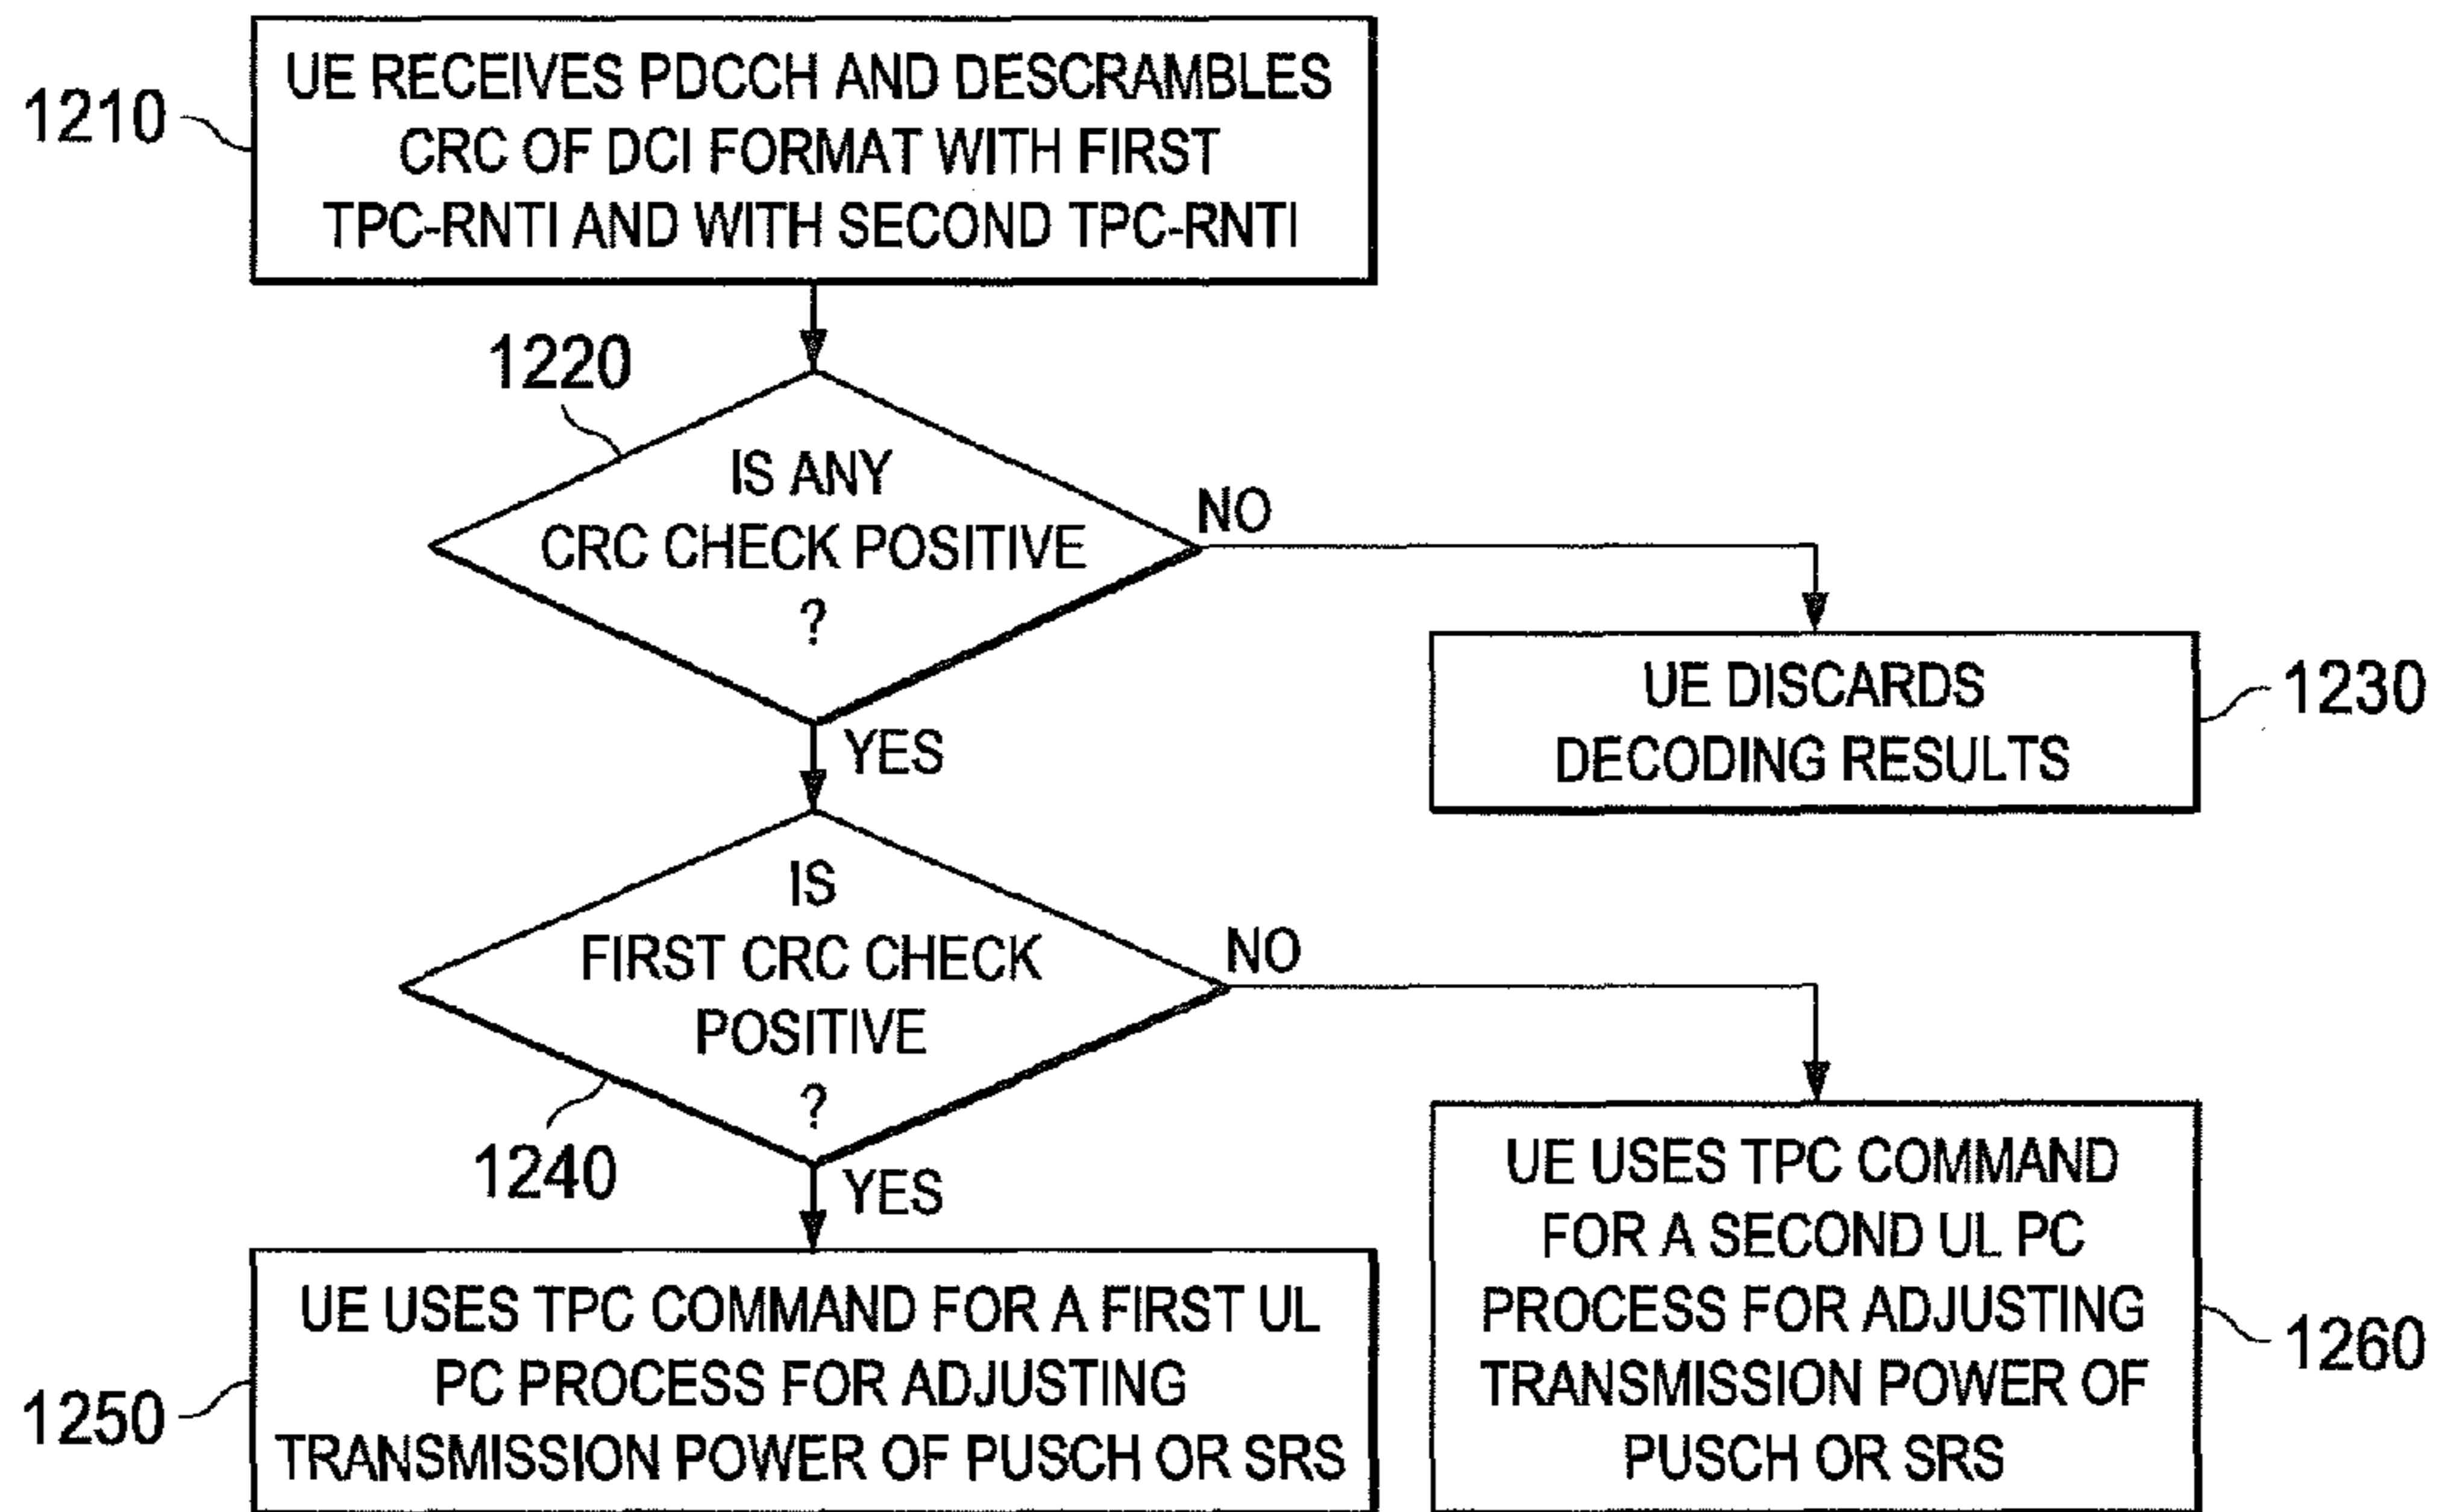 1210
UE RECEIVES PDCCH AND DESCRAMBLES
CRC OF DCI FORMAT WITH FIRST
TPC-RNTI AND WITH SECOND TPC-RNTI
1220
IS ANY
CRC CHECK POSITIVE
?
NO
YES
UE DISCARDS
DECODING RESULTS
1230
IS
FIRST CRC CHECK
POSITIVE
?
NO
1240
YES
1250
UE USES TPC COMMAND FOR A FIRST UL
PC PROCESS FOR ADJUSTING
TRANSMISSION POWER OF PUSCH OR SRS
UE USES TPC COMMAND
FOR A SECOND UL PC
PROCESS FOR ADJUSTING
TRANSMISSION POWER OF
PUSCH OR SRS
1260